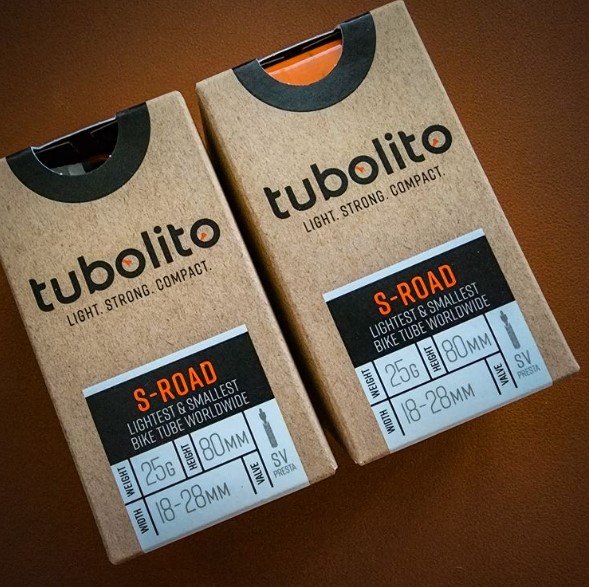 tubolito
LIGHT. STRONG. COMPACT.
S-ROAD
LIGHTEST & SMALLEST
BIKE TUBE WORLDWIDE
WEIGHT 25G HEIGHT 80MM
WIDTH 18-28MM VALVE SV
PRESTA
tubolito
LIGHT. STRONG. COMPACT.
S-ROAD
LIGHTEST & SMALLEST
BIKE TUBE WORLDWIDE
WEIGHT 25G HEIGHT 80MM
WIDTH 18-28MM VALVE SV
PRESTA